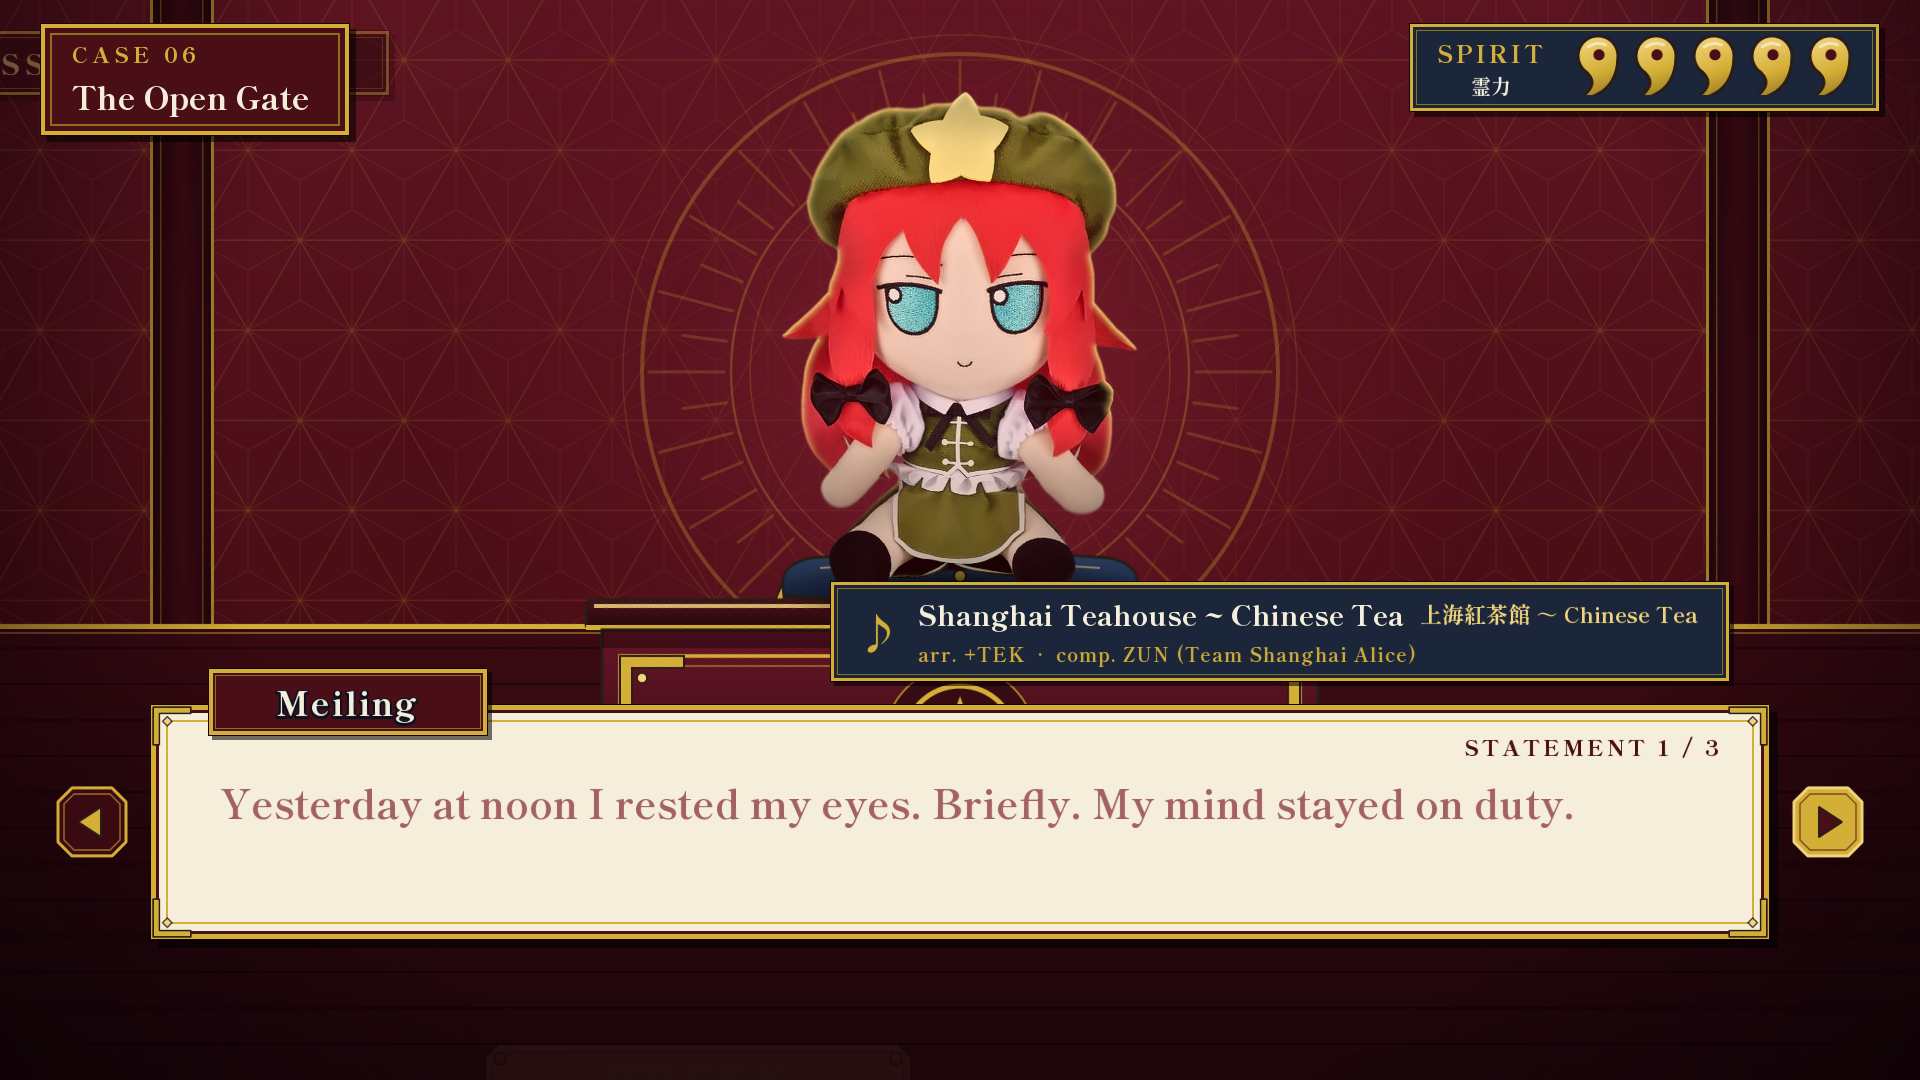 CASE 06
The Open Gate
SPIRIT
霊力
Shanghai Teahouse ~ Chinese Tea 上海紅茶館 ~ Chinese Tea
arr. +TEK · comp. ZUN (Team Shanghai Alice)
Meiling
STATEMENT 1 / 3
Yesterday at noon I rested my eyes. Briefly. My mind stayed on duty.